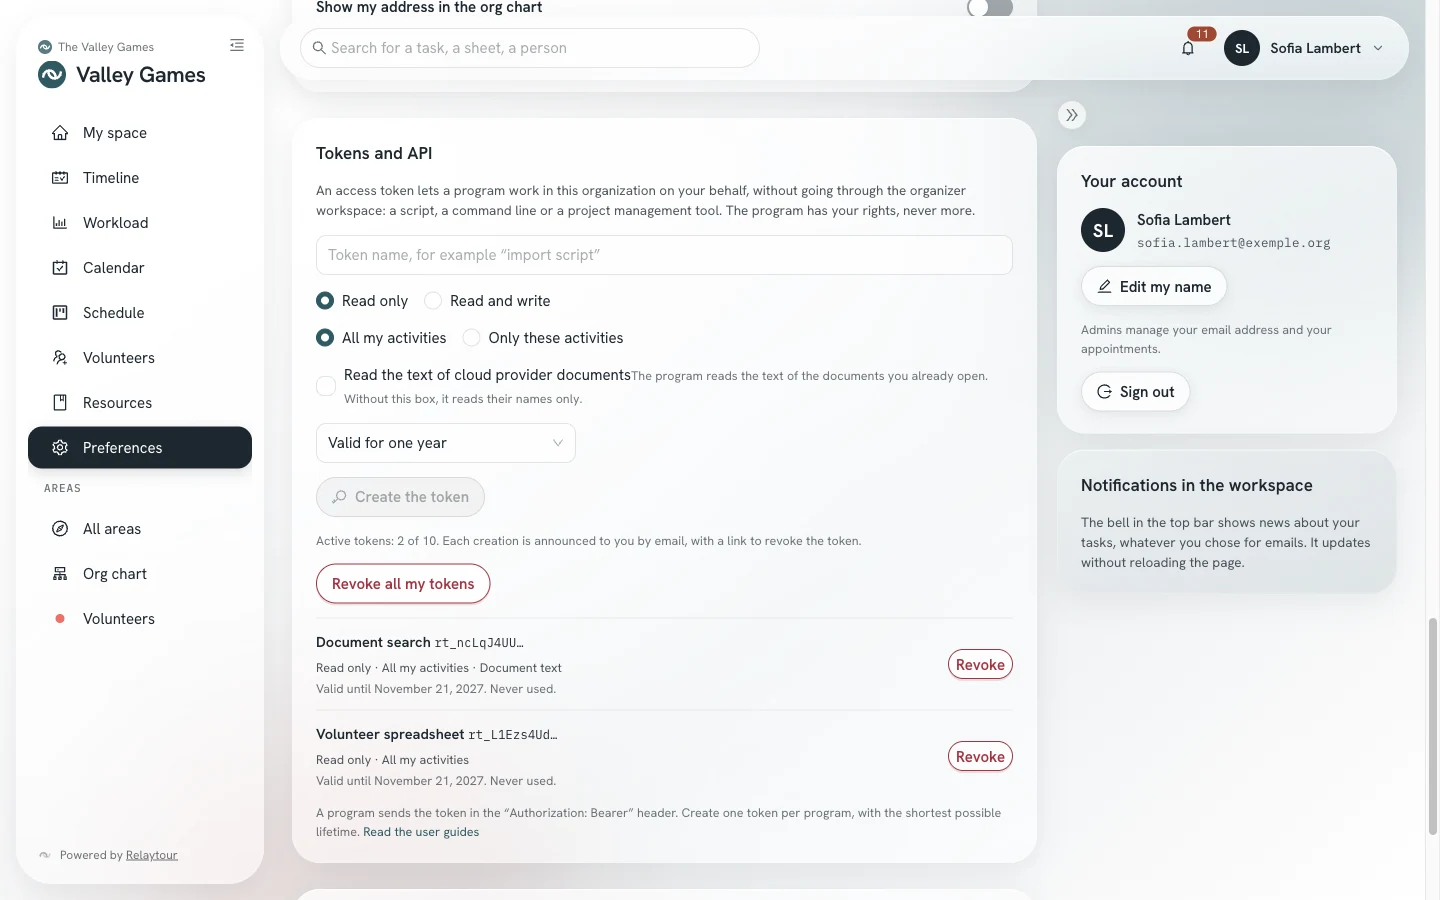 The Valley Games
Valley Games
My space
Timeline
Workload
Calendar
Schedule
Volunteers
Resources
Preferences
AREAS
All areas
Org chart
Volunteers
Powered by Relaytour
Show my address in the org chart
Search for a task, a sheet, a person
11
SL
Sofia Lambert
Tokens and API
An access token lets a program work in this organization on your behalf, without going through the organizer
workspace: a script, a command line or a project management tool. The program has your rights, never more.
Token name, for example “import script”
Read only
Read and write
All my activities
Only these activities
Read the text of cloud provider documentsThe program reads the text of the documents you already open.
Without this box, it reads their names only.
Valid for one year
Create the token
Active tokens: 2 of 10. Each creation is announced to you by email, with a link to revoke the token.
Revoke all my tokens
Document search rt_ncLqJ4UU…
Read only · All my activities · Document text
Valid until November 21, 2027. Never used.
Revoke
Volunteer spreadsheet rt_L1Ezs4Ud…
Read only · All my activities
Valid until November 21, 2027. Never used.
Revoke
A program sends the token in the “Authorization: Bearer” header. Create one token per program, with the shortest possible
lifetime. Read the user guides
Your account
SL
Sofia Lambert
sofia.lambert@exemple.org
Edit my name
Admins manage your email address and your
appointments.
Sign out
Notifications in the workspace
The bell in the top bar shows news about your
tasks, whatever you chose for emails. It updates
without reloading the page.